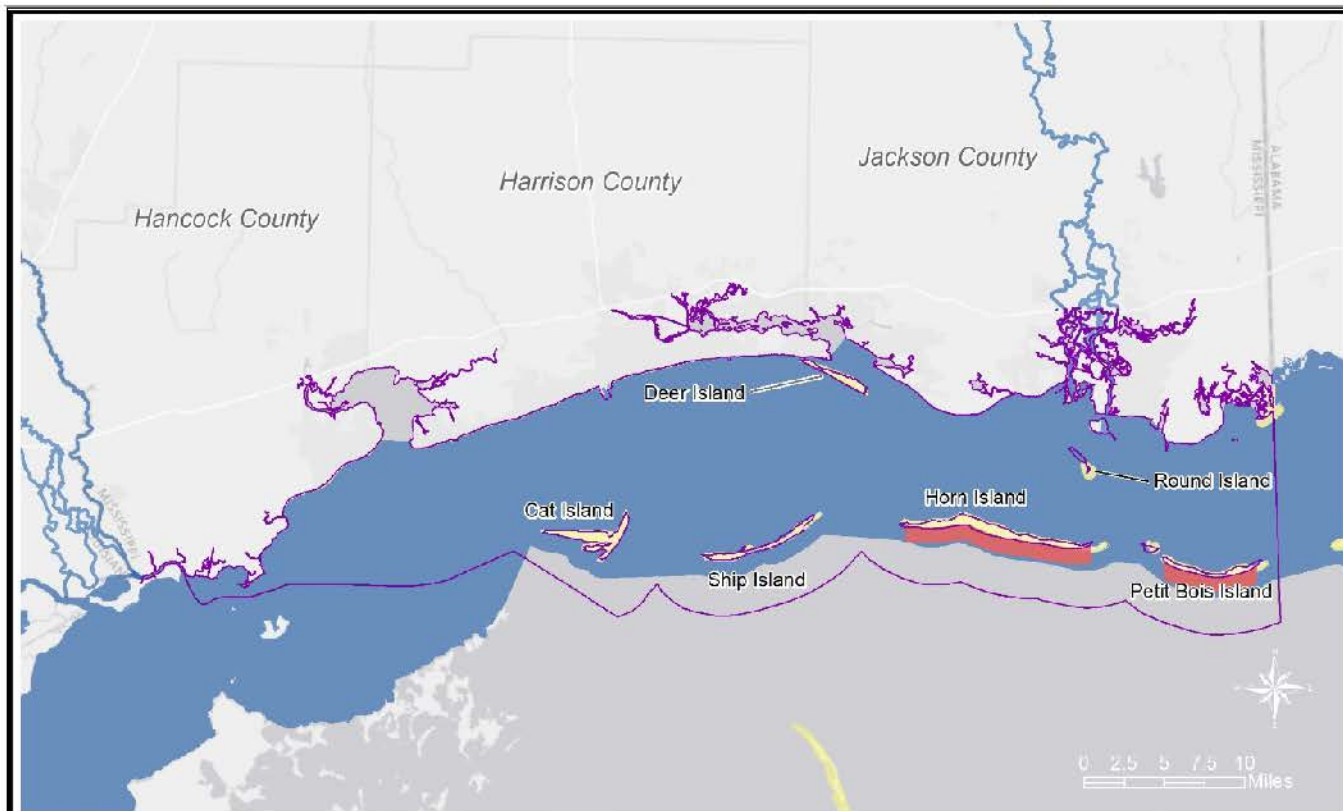 Jackson County
Harrison County
Hancock County
ALABAMA
MISSISSIPPI
Deer Island
Round Island
Horn Island
Cat Island
Ship Island
Petit Bois Island
MISSISSIPPI
0 2.5 5 7.5 10
Miles